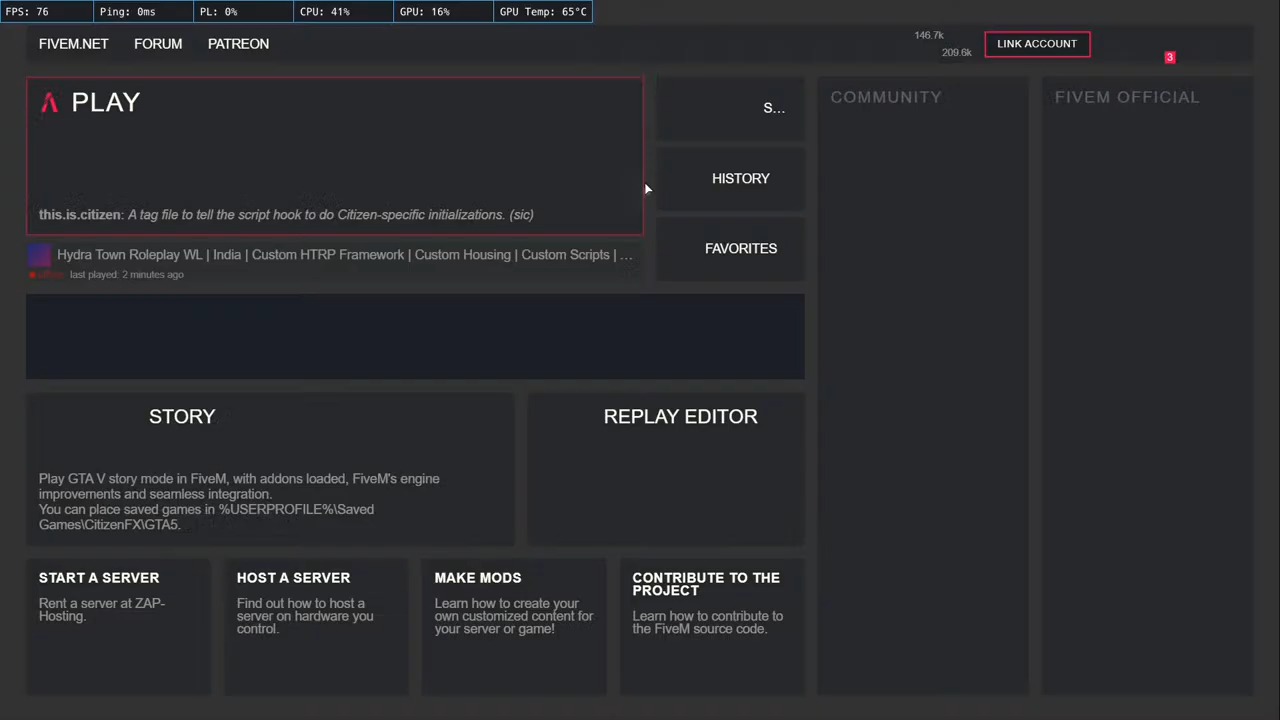 FPS: 76 Ping: 0ms PL: 0% CPU: 41% GPU: 16% GPU Temp: 65°C
FIVEM.NET FORUM PATREON
146.7k
209.6k
LINK ACCOUNT
3
PLAY
this.is.citizen: A tag file to tell the script hook to do Citizen-specific initializations. (sic)
Hydra Town Roleplay WL | India | Custom HTRP Framework | Custom Housing | Custom Scripts | ...
last played: 2 minutes ago
S...
HISTORY
FAVORITES
COMMUNITY
FIVEM OFFICIAL
STORY
Play GTA V story mode in FiveM, with addons loaded, FiveM's engine
improvements and seamless integration.
You can place saved games in %USERPROFILE%\Saved
Games\CitizenFX\GTA5.
REPLAY EDITOR
START A SERVER
Rent a server at ZAP-
Hosting.
HOST A SERVER
Find out how to host a
server on hardware you
control.
MAKE MODS
Learn how to create your
own customized content for
your server or game!
CONTRIBUTE TO THE
PROJECT
Learn how to contribute to
the FiveM source code.